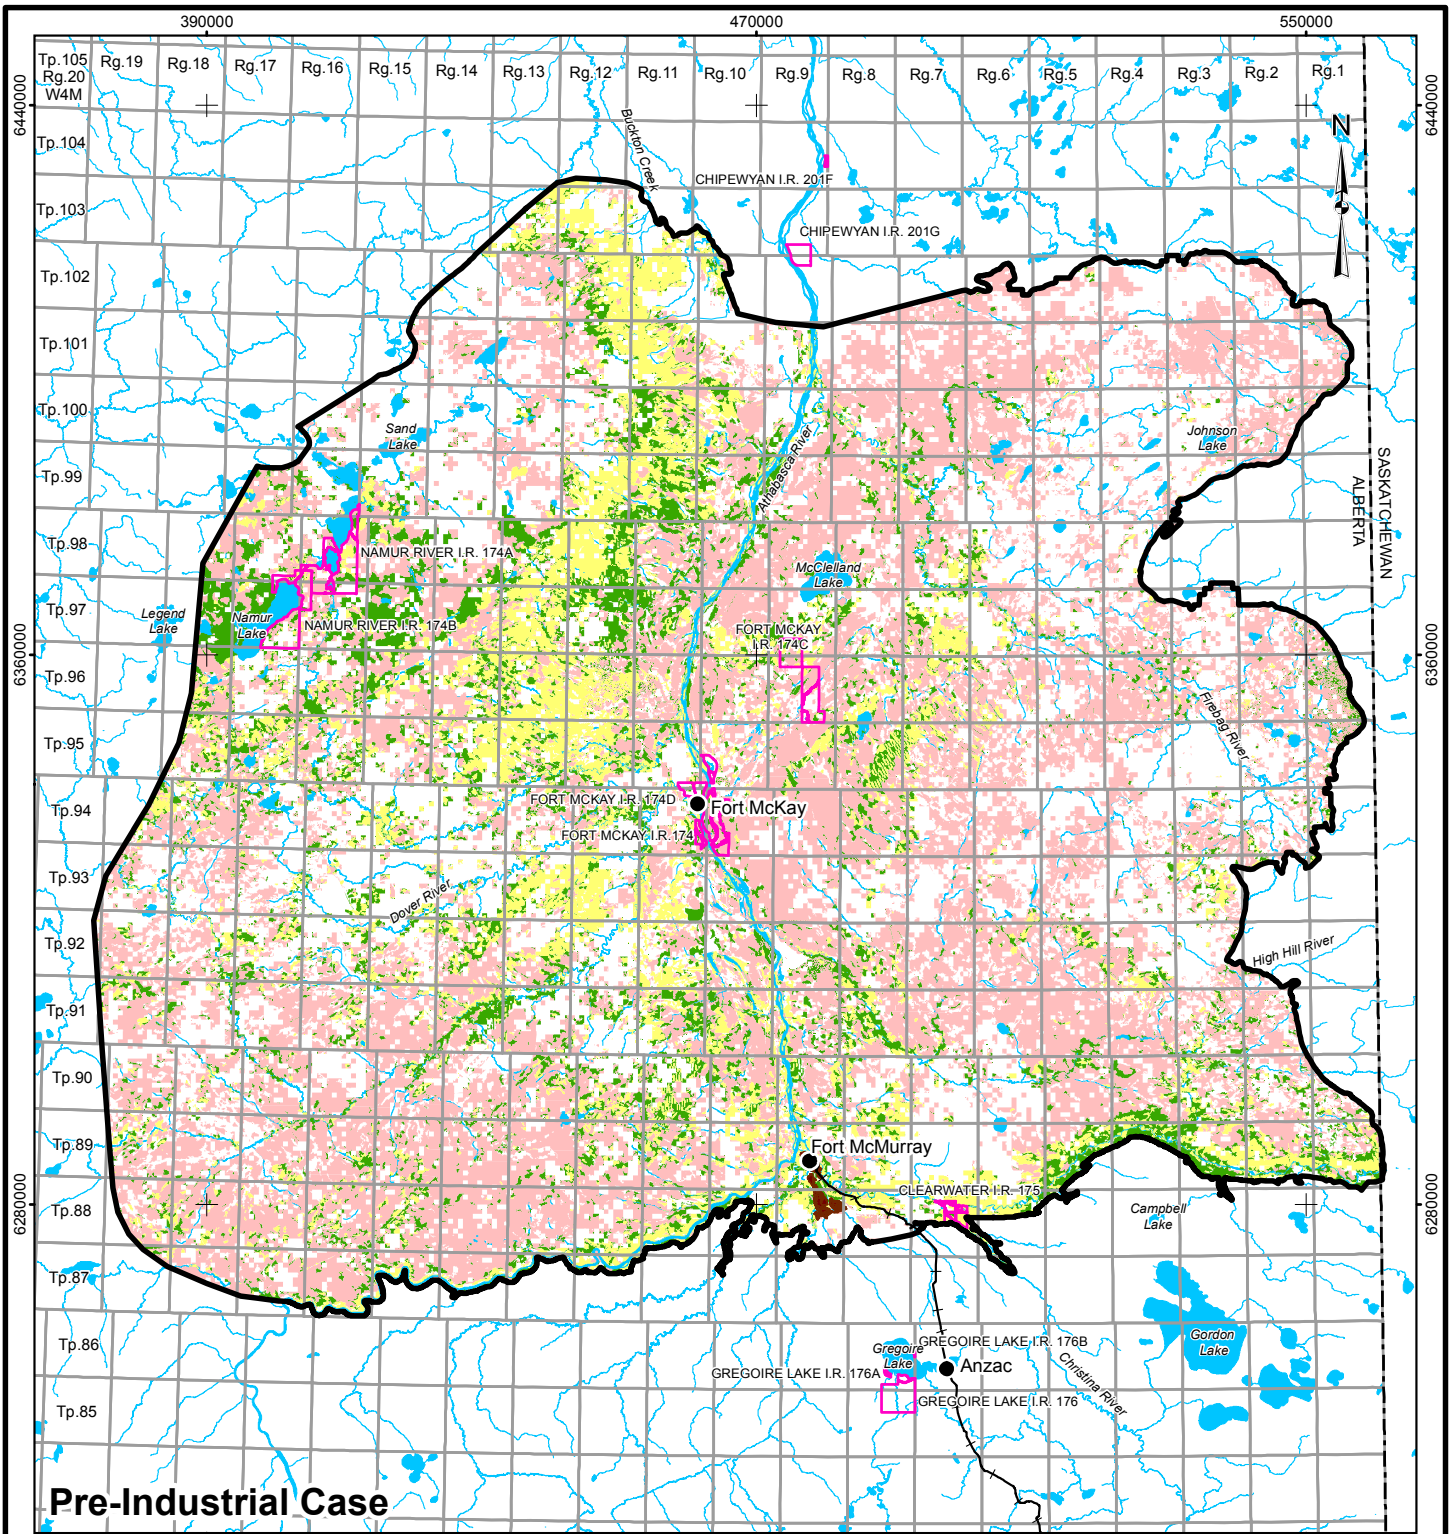 390000
470000
550000
Tp.105
Rg.20
W4M
Rg.19
Rg.18
Rg.17
Rg.16
Rg.15
Rg.14
Rg.13
Rg.12
Rg.11
Rg.10
Rg.9
Rg.8
Rg.7
Rg.6
Rg.5
Rg.4
Rg.3
Rg.2
Rg.1
6440000
6440000
N
Tp.104
Buckton Creek
CHIPEWYAN I.R. 201F
Tp.103
CHIPEWYAN I.R. 201G
Tp.102
Tp.101
Tp.100
Sand
Lake
Johnson
Lake
Athabasca River
Tp.99
SASKATCHEWAN
ALBERTA
Tp.98
NAMUR RIVER I.R. 174A
McClelland
Lake
Tp.97
Legend
Lake
Namur
Lake
NAMUR RIVER I.R. 174B
FORT MCKAY
I.R. 174C
6360000
6360000
Tp.96
Firebag River
Tp.95
Tp.94
FORT MCKAY I.R. 174D
Fort McKay
FORT MCKAY I.R.174
Tp.93
Dover River
Tp.92
High Hill River
Tp.91
Tp.90
Tp.89
Fort McMurray
CLEARWATER I.R. 175
6280000
6280000
Tp.88
Campbell
Lake
Tp.87
Tp.86
GREGOIRE LAKE I.R. 176B
Gregoire
Lake
Gordon
Lake
Anzac
GREGOIRE LAKE I.R. 176A
Christina River
GREGOIRE LAKE I.R. 176
Tp.85
Pre-Industrial Case